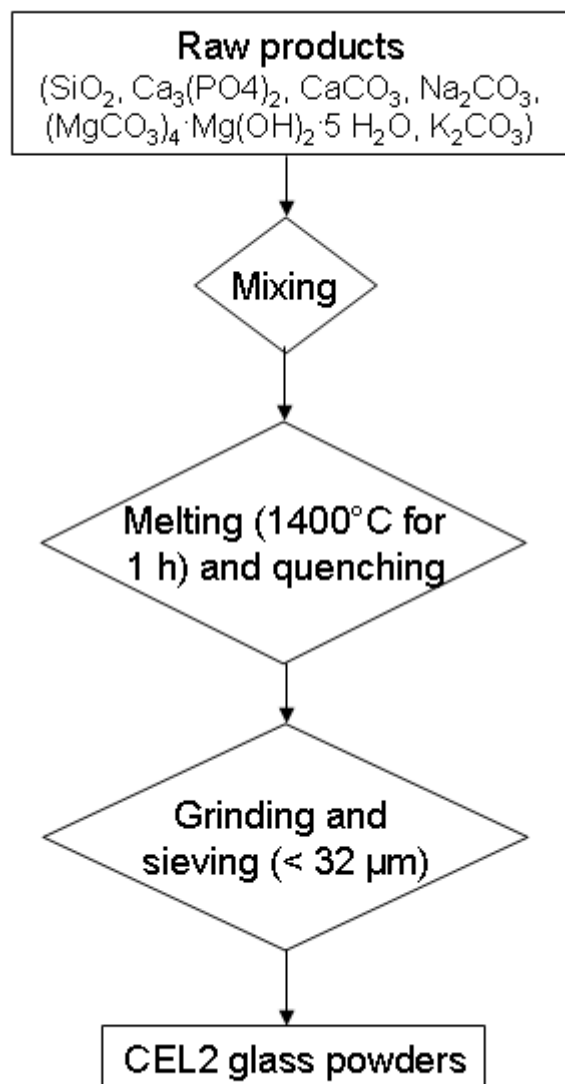 Raw products
(SiO₂, Ca₃(PO4)₂, CaCO₃, Na₂CO₃,
(MgCO₃)₄·Mg(OH)₂·5 H₂O, K₂CO₃)
Mixing
Melting (1400°C for
1 h) and quenching
Grinding and
sieving (< 32 µm)
CEL2 glass powders